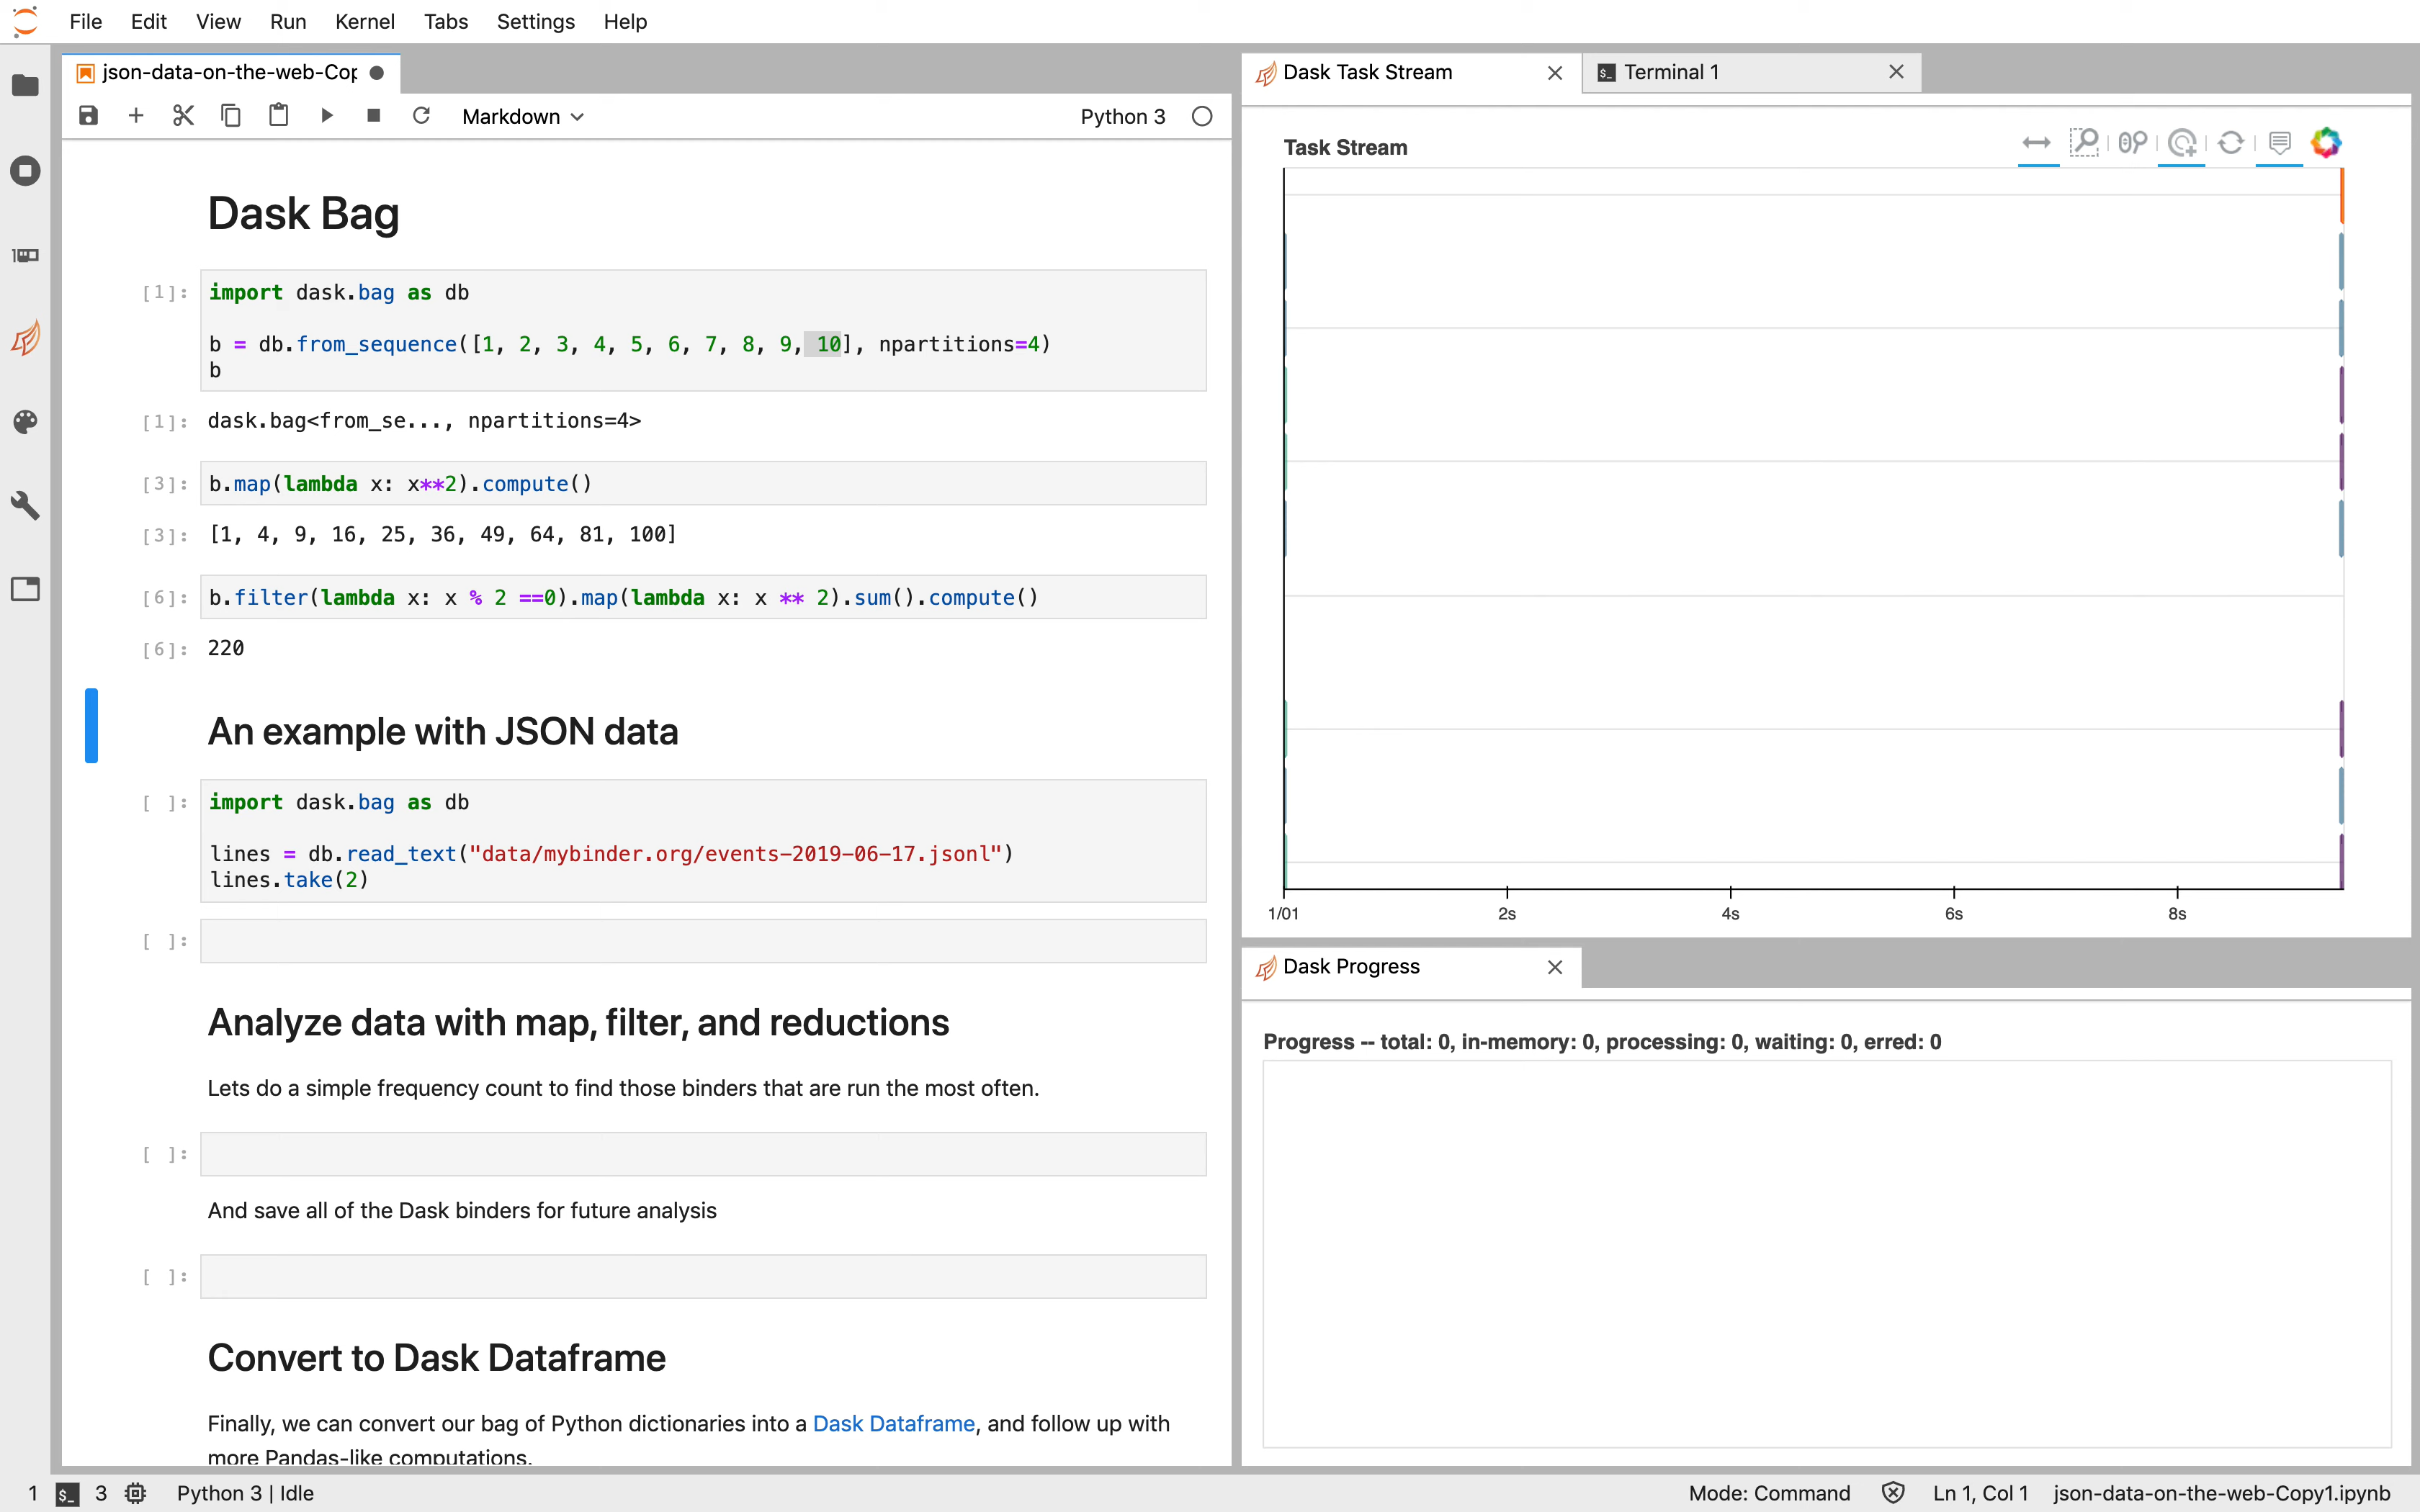 File Edit View Run Kernel Tabs Settings Help
json-data-on-the-web-Cop
Markdown
Python 3
Dask Bag
[1]: import dask.bag as db
b = db.from_sequence([1, 2, 3, 4, 5, 6, 7, 8, 9, 10], npartitions=4)
b
[1]: dask.bag<from_se..., npartitions=4>
[3]: b.map(lambda x: x**2).compute()
[3]: [1, 4, 9, 16, 25, 36, 49, 64, 81, 100]
[6]: b.filter(lambda x: x % 2 ==0).map(lambda x: x ** 2).sum().compute()
[6]: 220
An example with JSON data
[ ]: import dask.bag as db
lines = db.read_text("data/mybinder.org/events-2019-06-17.jsonl")
lines.take(2)
[ ]:
Analyze data with map, filter, and reductions
Lets do a simple frequency count to find those binders that are run the most often.
[ ]:
And save all of the Dask binders for future analysis
[ ]:
Convert to Dask Dataframe
Finally, we can convert our bag of Python dictionaries into a Dask Dataframe, and follow up with
more Pandas-like computations.
Dask Task Stream
Terminal 1
Task Stream
1/01 2s 4s 6s 8s
Dask Progress
Progress -- total: 0, in-memory: 0, processing: 0, waiting: 0, erred: 0
1 $_ 3 Python 3 | Idle
Mode: Command Ln 1, Col 1 json-data-on-the-web-Copy1.ipynb